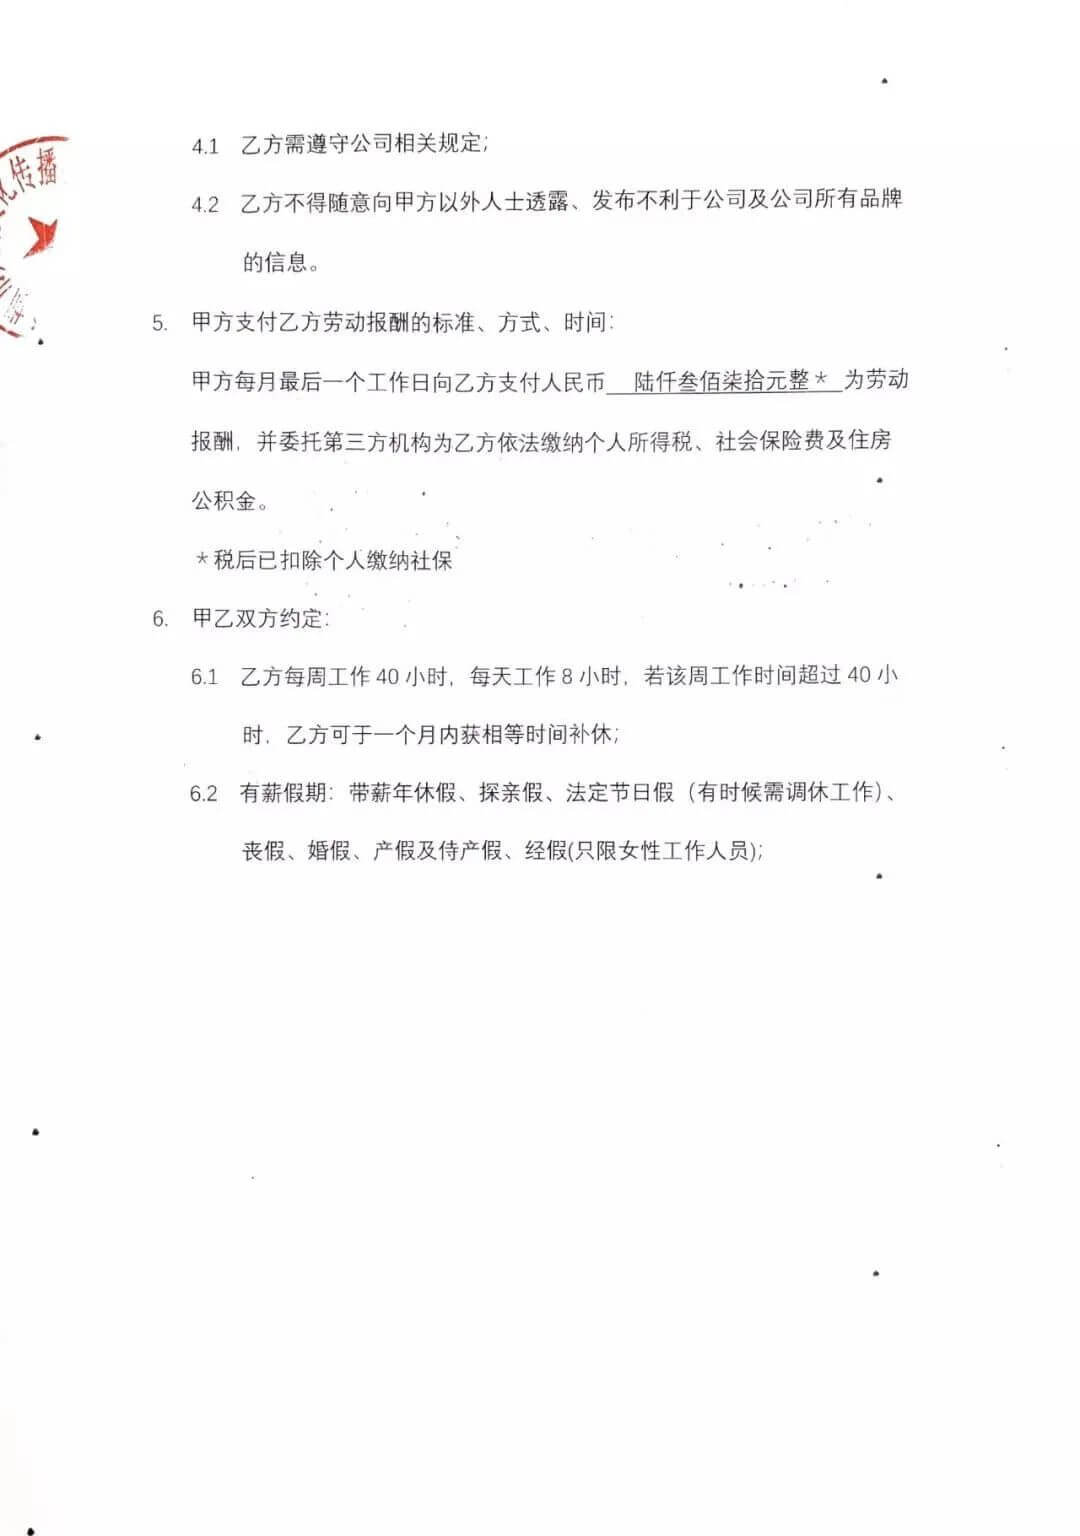 化传播
4.1 乙方需遵守公司相关规定;
4.2 乙方不得随意向甲方以外人士透露、发布不利于公司及公司所有品牌
的信息。
5. 甲方支付乙方劳动报酬的标准、方式、时间:
甲方每月最后一个工作日向乙方支付人民币 陆仟叁佰柒拾元整* 为劳动
报酬,并委托第三方机构为乙方依法缴纳个人所得税、社会保险费及住房
公积金。
*税后已扣除个人缴纳社保
6. 甲乙双方约定:
6.1 乙方每周工作 40 小时,每天工作 8 小时,若该周工作时间超过 40 小
时,乙方可于一个月内获相等时间补休;
6.2 有薪假期: 带薪年休假、探亲假、法定节日假(有时候需调休工作)、
丧假、婚假、产假及侍产假、经假(只限女性工作人员);